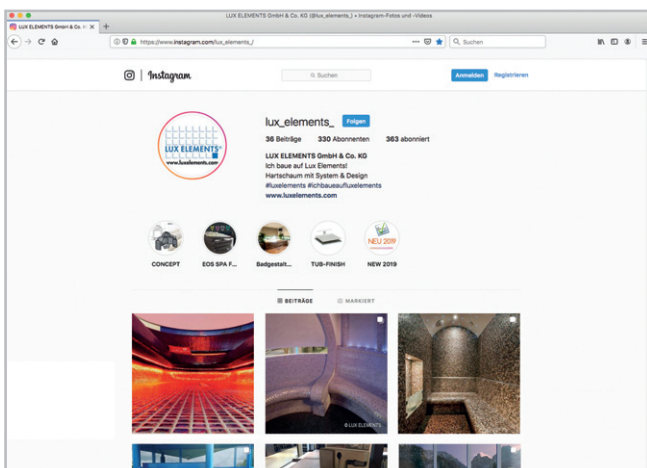 LUX ELEMENTS GmbH & Co. KG (@lux_elements_) • Instagram-Fotos und -Videos
LUX ELEMENTS GmbH & Co. K
https://www.instagram.com/lux_elements_/
Suchen
Instagram
Suchen
Anmelden Registrieren
lux_elements_ Folgen
36 Beiträge 330 Abonnenten 363 abonniert
LUX ELEMENTS GmbH & Co. KG
Ich baue auf Lux Elements!
Hartschaum mit System & Design
#luxelements #ichbaueaufluxelements
www.luxelements.com
LUX ELEMENTS®
www.luxelements.com
NEU 2019
CONCEPT EOS SPA F... Badgestalt... TUB-FINISH NEW 2019
BEITRÄGE MARKIERT
© LUX ELEMENTS